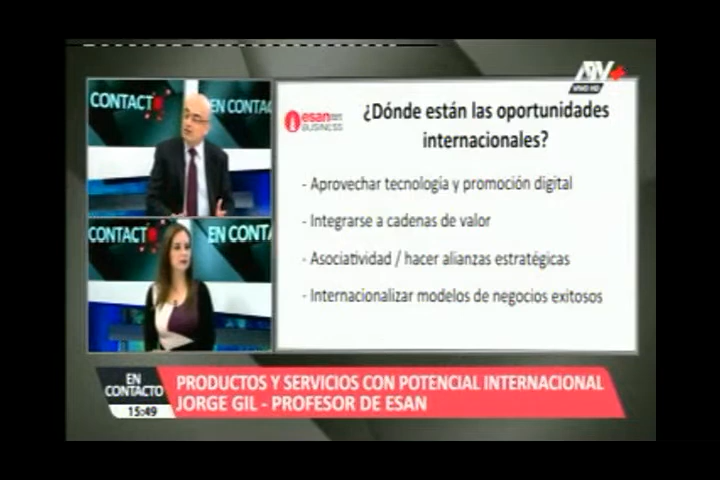 ATV+
VIVO HD
CONTACTO
EN CONTAC
CONTACTO
EN CONTA
esan
BUSINESS
¿Dónde están las oportunidades
internacionales?
- Aprovechar tecnología y promoción digital
- Integrarse a cadenas de valor
- Asociatividad / hacer alianzas estratégicas
- Internacionalizar modelos de negocios exitosos
EN
CONTACTO
15:49
PRODUCTOS Y SERVICIOS CON POTENCIAL INTERNACIONAL
JORGE GIL - PROFESOR DE ESAN